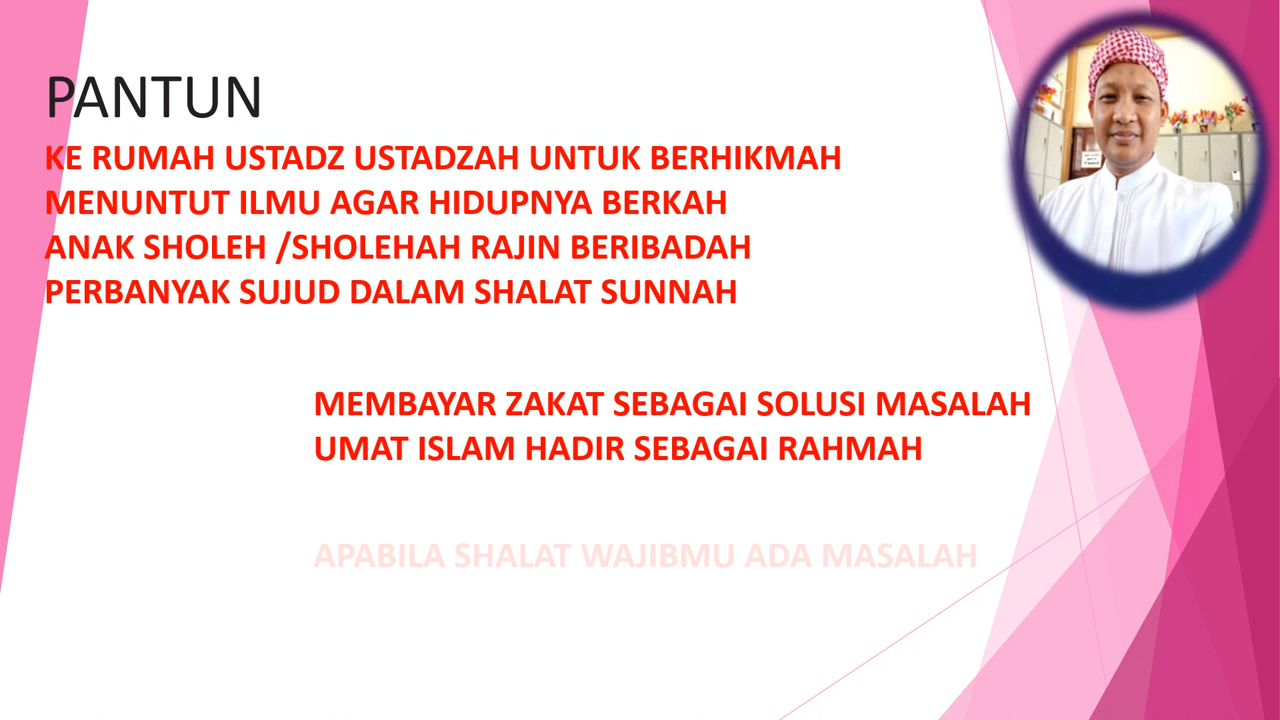 PANTUN
KE RUMAH USTADZ USTADZAH UNTUK BERHIKMAH
MENUNTUT ILMU AGAR HIDUPNYA BERKAH
ANAK SHOLEH /SHOLEHAH RAJIN BERIBADAH
PERBANYAK SUJUD DALAM SHALAT SUNNAH
MEMBAYAR ZAKAT SEBAGAI SOLUSI MASALAH
UMAT ISLAM HADIR SEBAGAI RAHMAH
APABILA SHALAT WAJIBMU ADA MASALAH